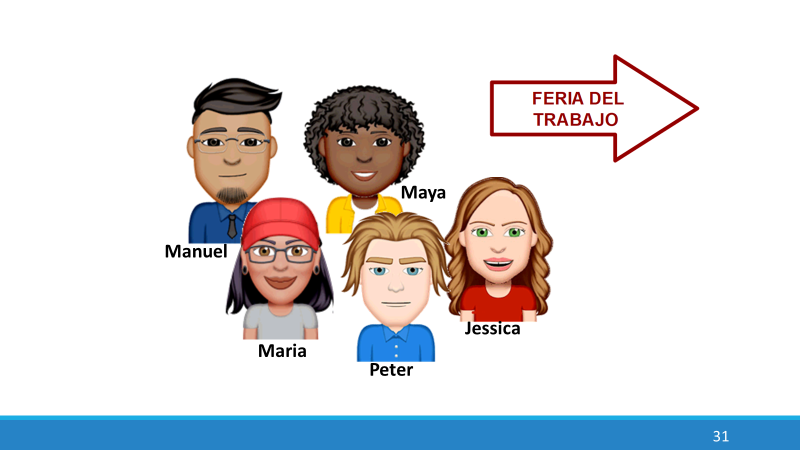 FERIA DEL
TRABAJO
Maya
Manuel
Jessica
Maria
Peter
31